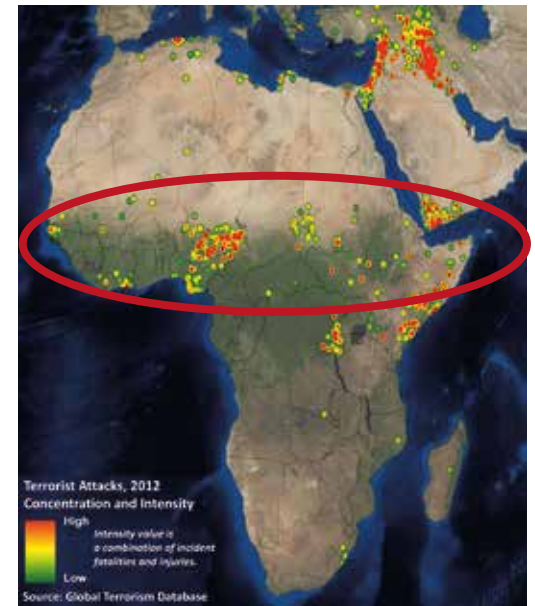 Terrorist Attacks, 2012
Concentration and Intensity
High
Intensity value is
a combination of incident
fatalities and injuries.
Low
Source: Global Terrorism Database